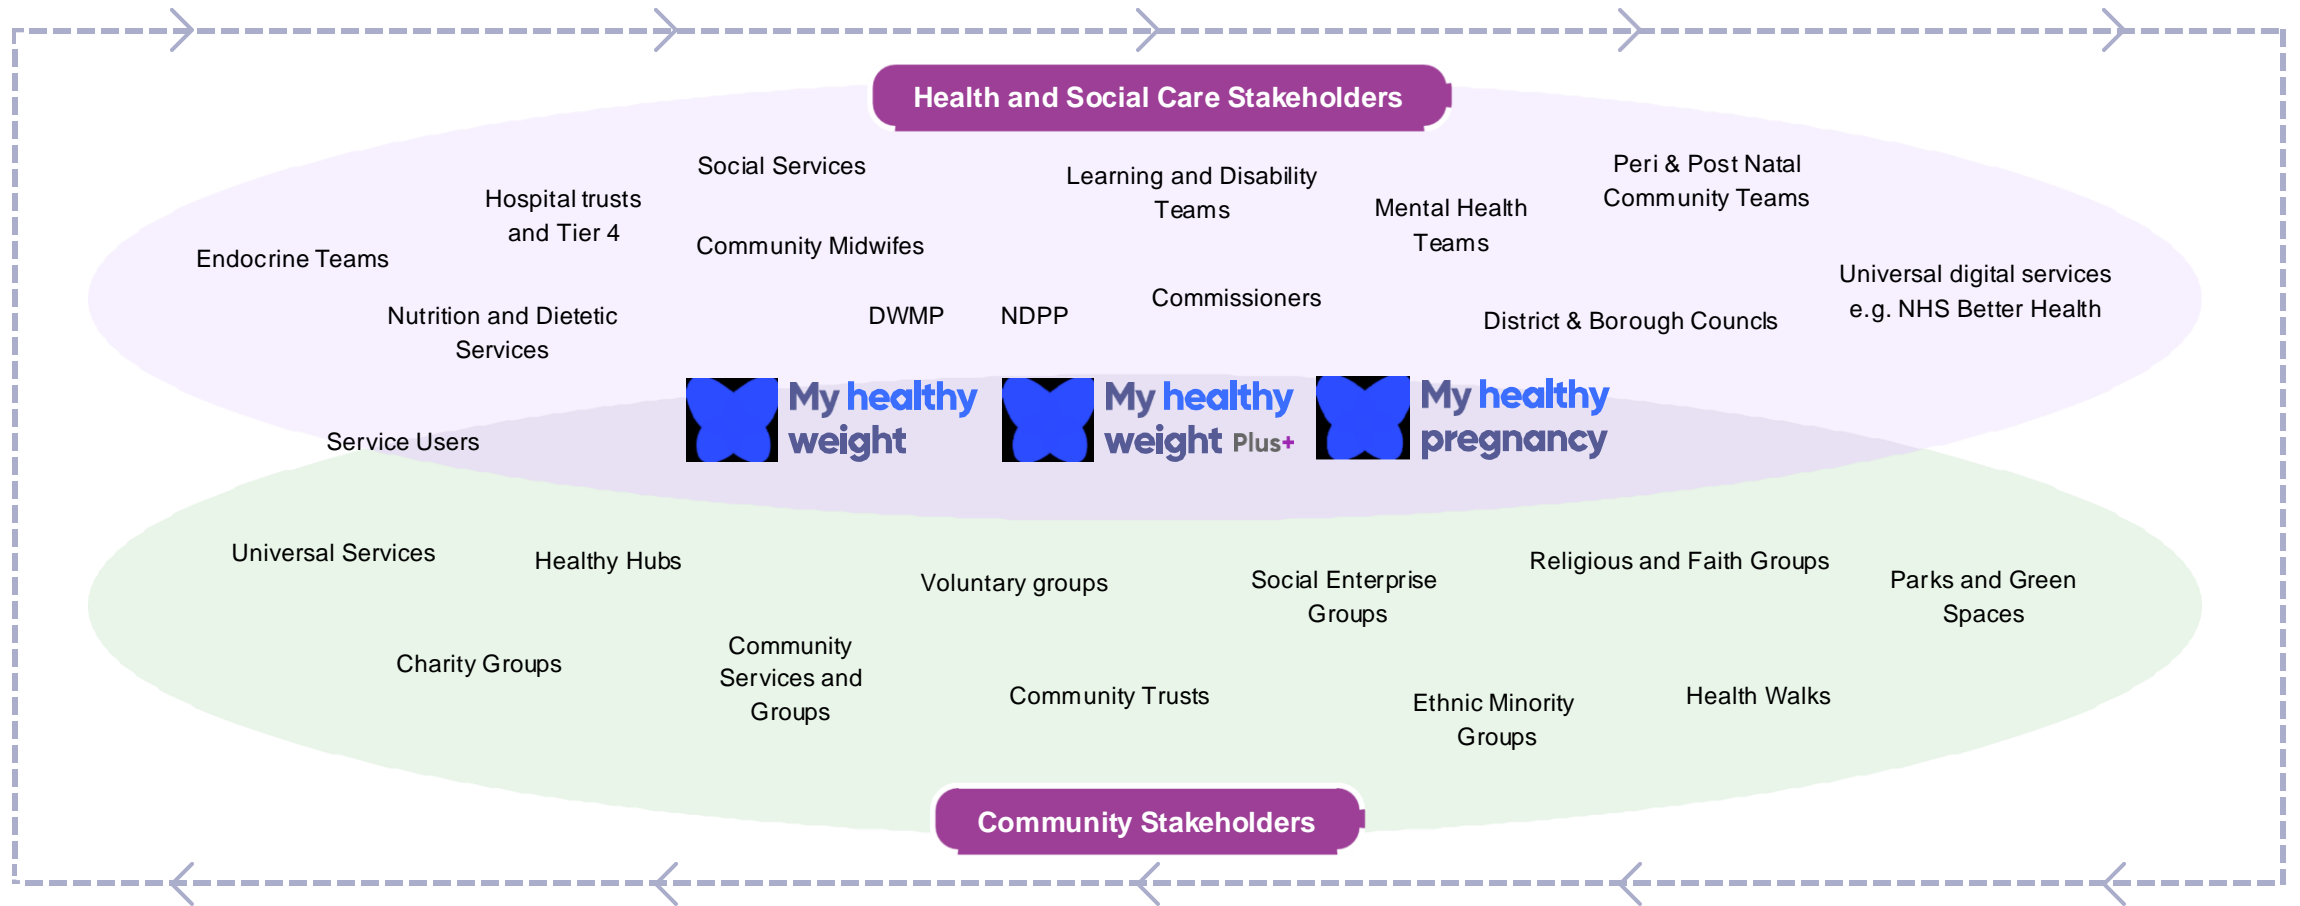 Health and Social Care Stakeholders
Social Services
Learning and Disability
Teams
Peri & Post Natal
Community Teams
Hospital trusts
and Tier 4
Mental Health
Teams
Endocrine Teams
Community Midwifes
Universal digital services
e.g. NHS Better Health
Nutrition and Dietetic
Services
DWMP
NDPP
Commissioners
District & Borough Councls
My healthy
weight
My healthy
weight Plus+
My healthy
pregnancy
Service Users
Universal Services
Healthy Hubs
Voluntary groups
Social Enterprise
Groups
Religious and Faith Groups
Parks and Green
Spaces
Charity Groups
Community
Services and
Groups
Community Trusts
Ethnic Minority
Groups
Health Walks
Community Stakeholders